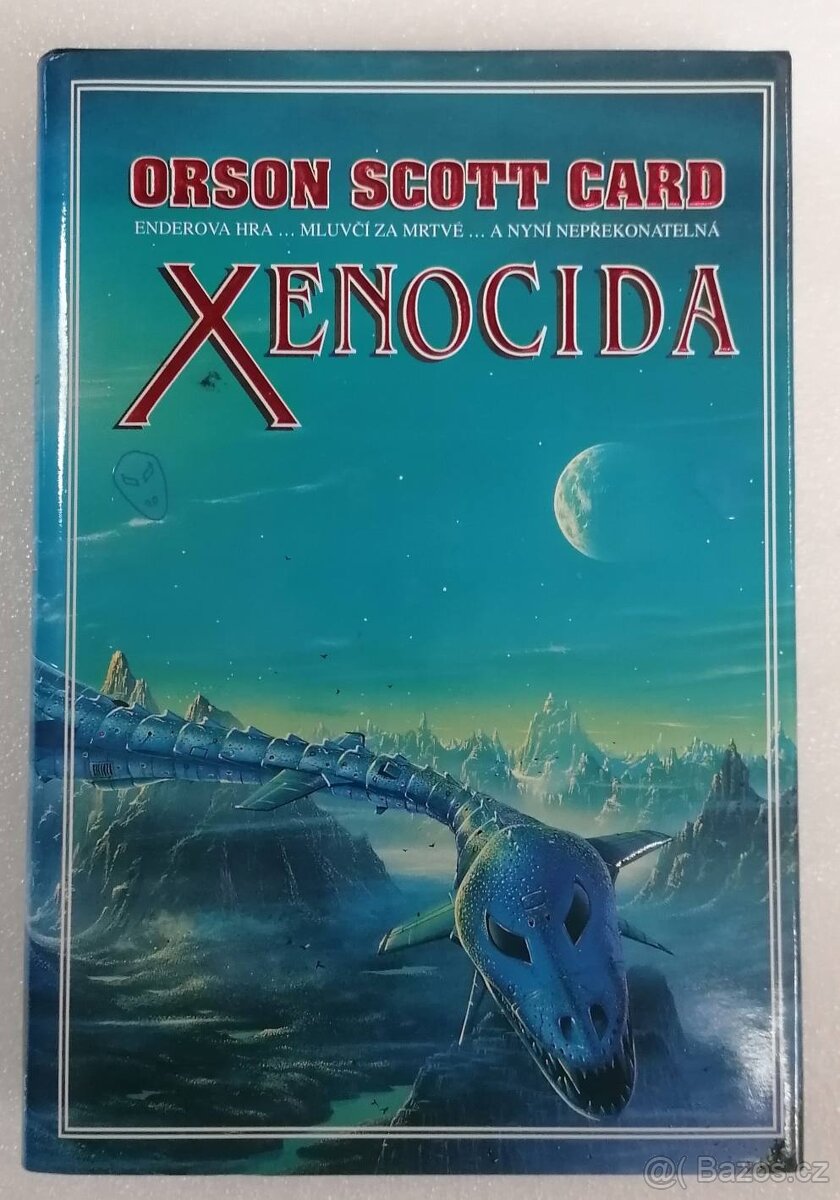 ORSON SCOTT CARD
ENDEROVA HRA ... MLUVČÍ ZA MRTVÉ ... A NYNÍ NEPŘEKONATELNÁ
XENOCIDA
@( Bazos.cz